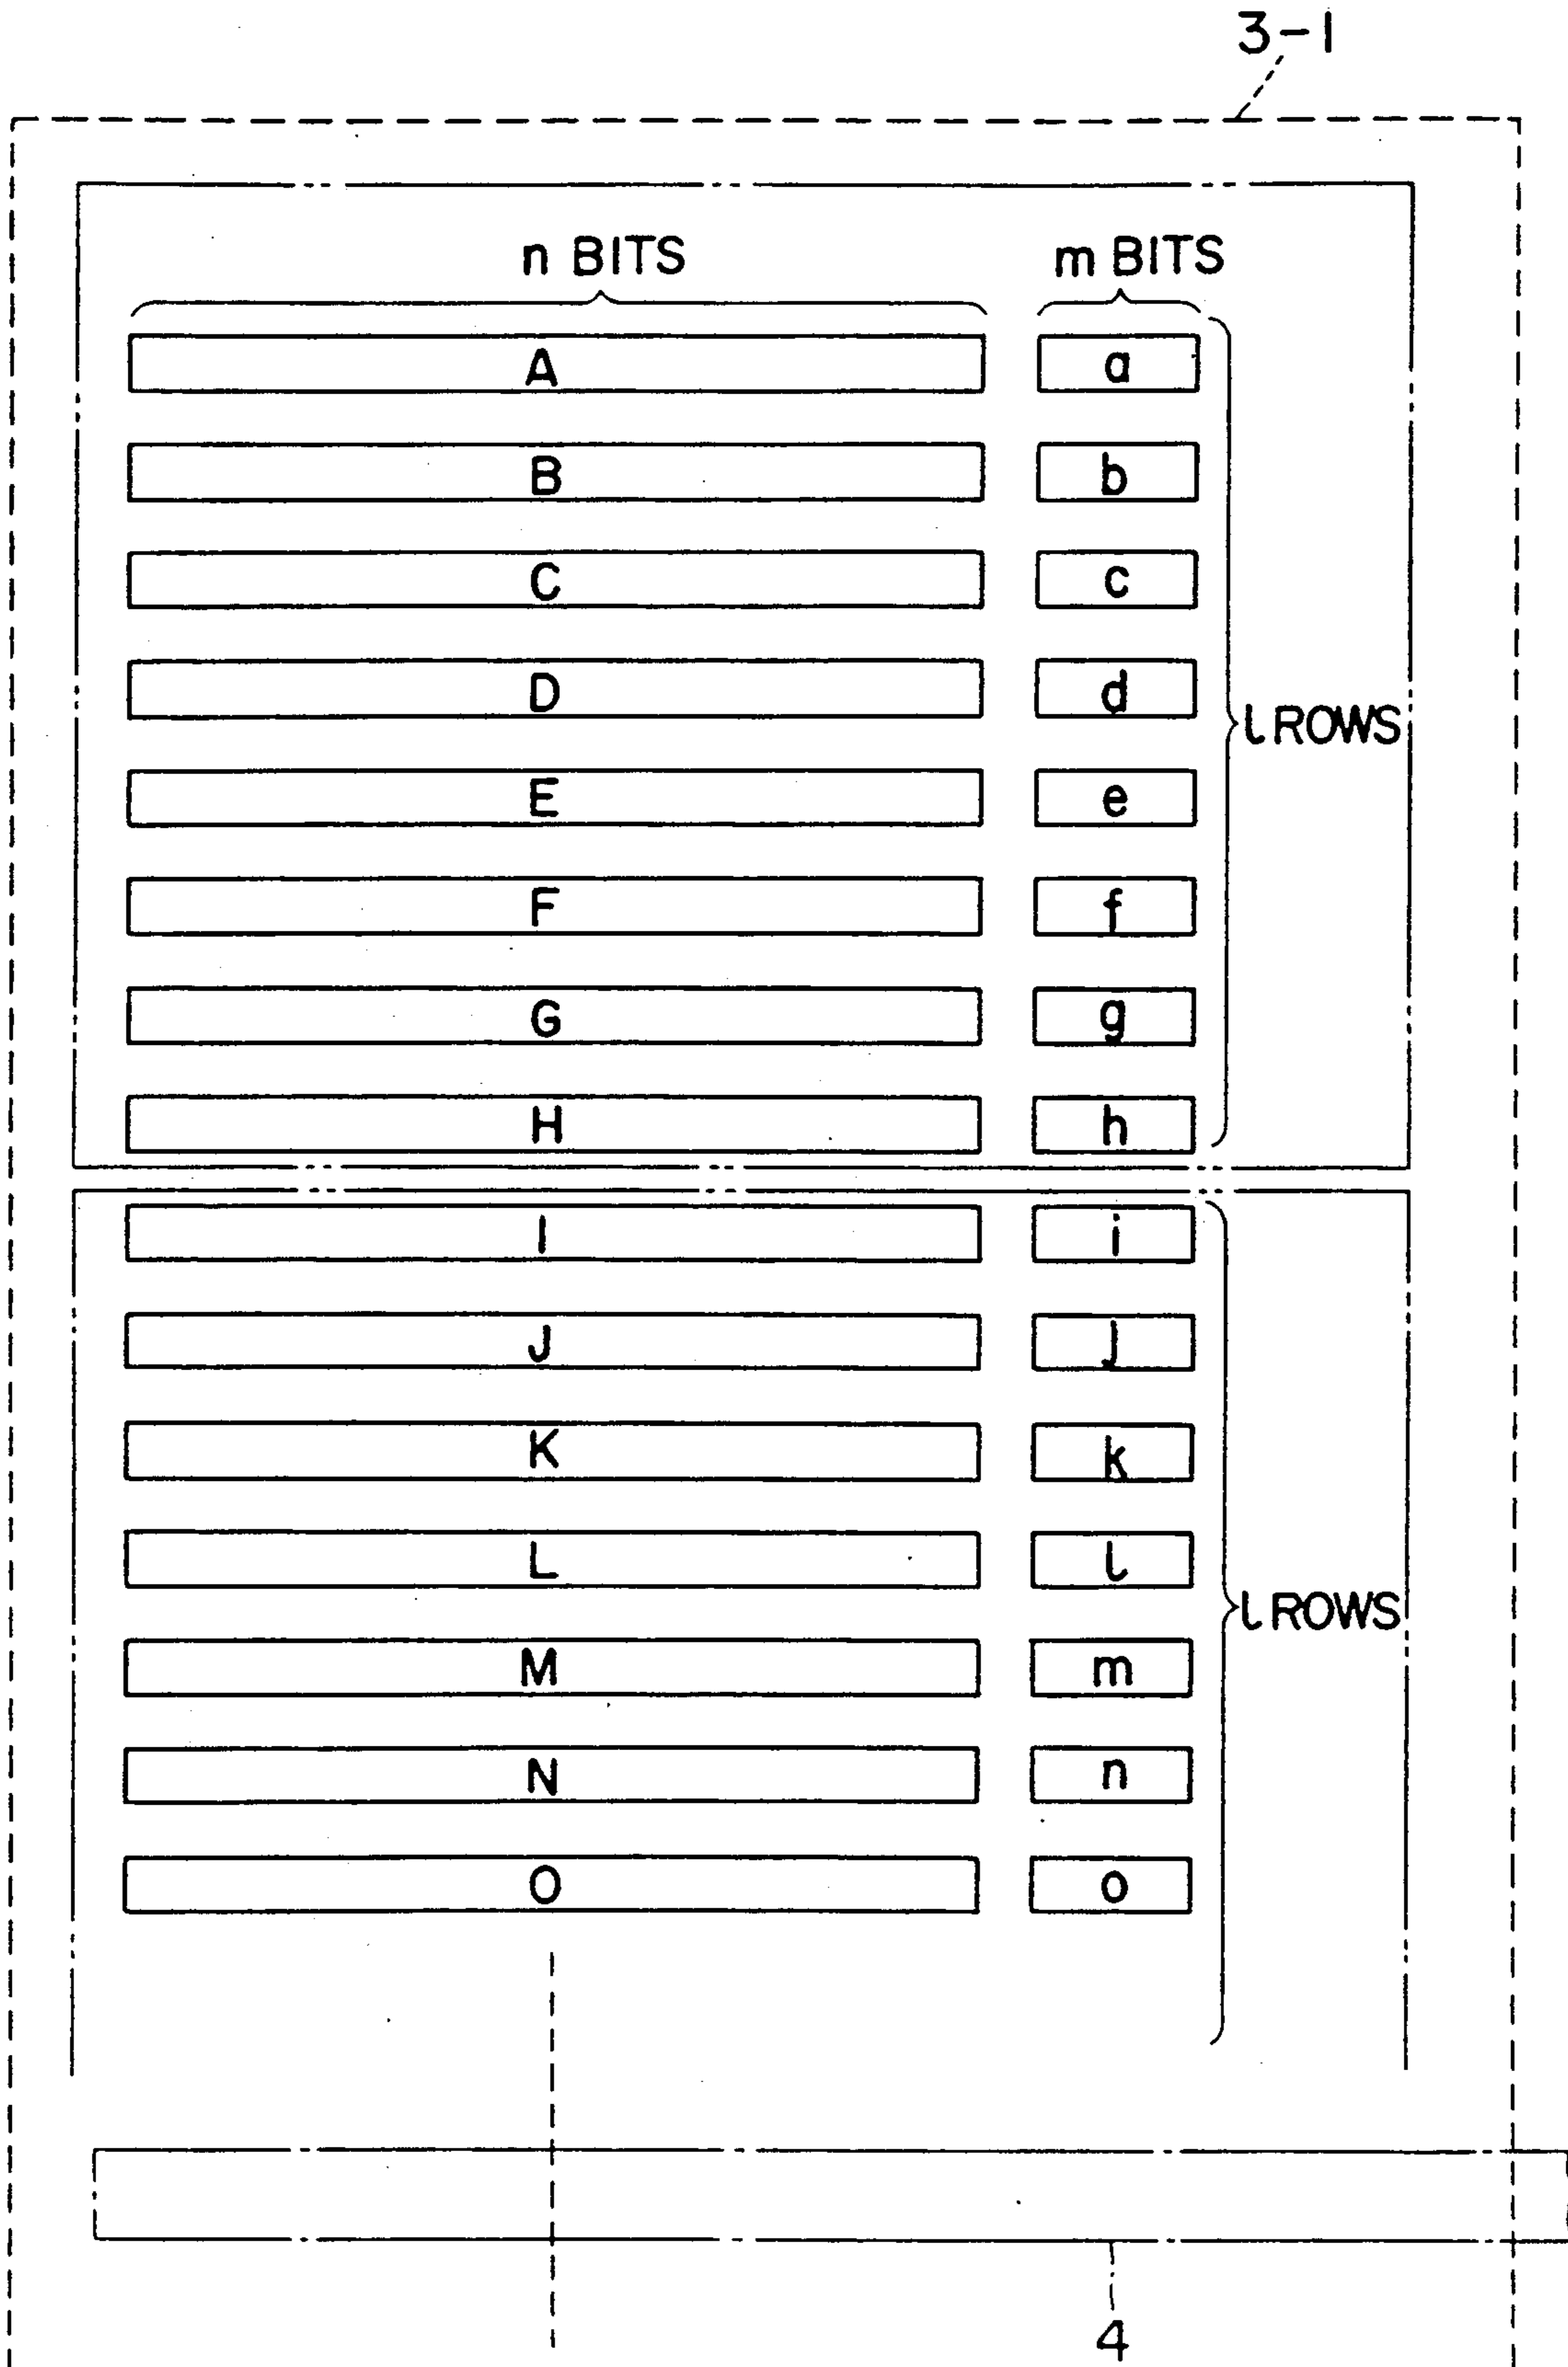 3-1
n BITS m BITS
A a
B b
C c
D d
l ROWS
E e
F f
G g
H h
I i
J j
K k
L l
l ROWS
M m
N n
O o
4